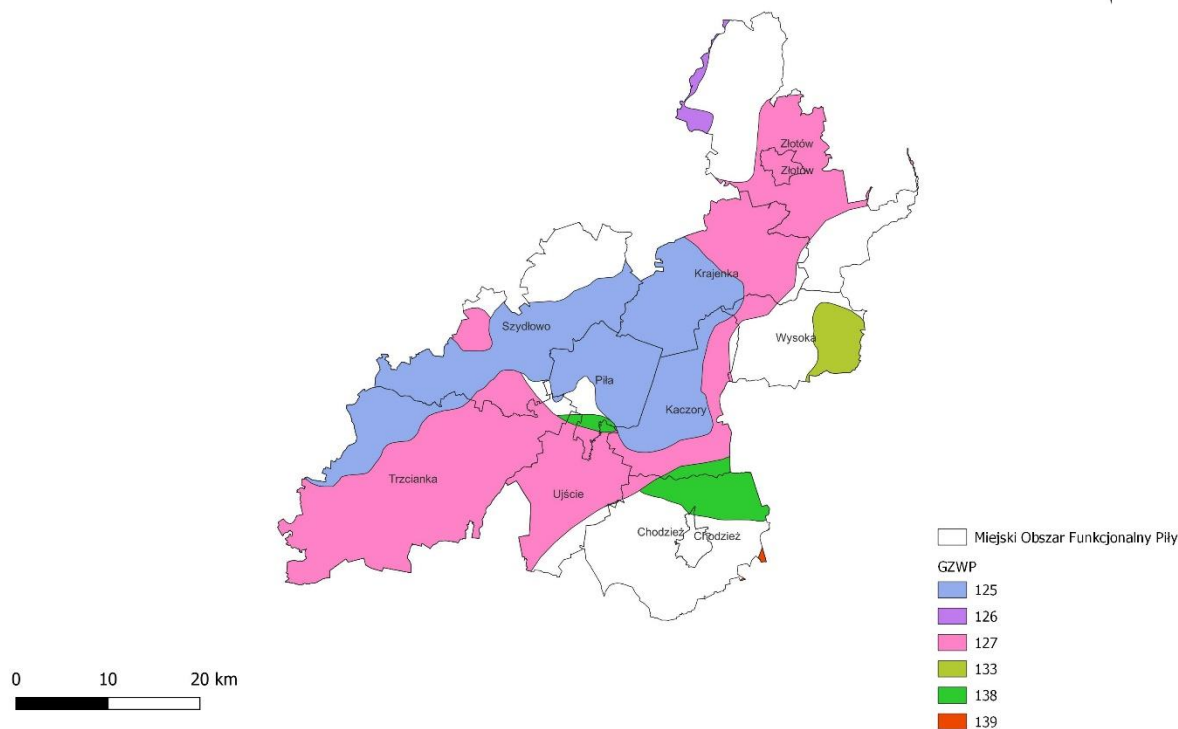 Złotów
Złotów
Krajenka
Szydłowo
Wysoka
Piła
Kaczory
Trzcianka
Ujście
Chodzież
Chodzież
Miejski Obszar Funkcjonalny Piły
GZWP
125
126
127
133
138
139
0 10 20 km